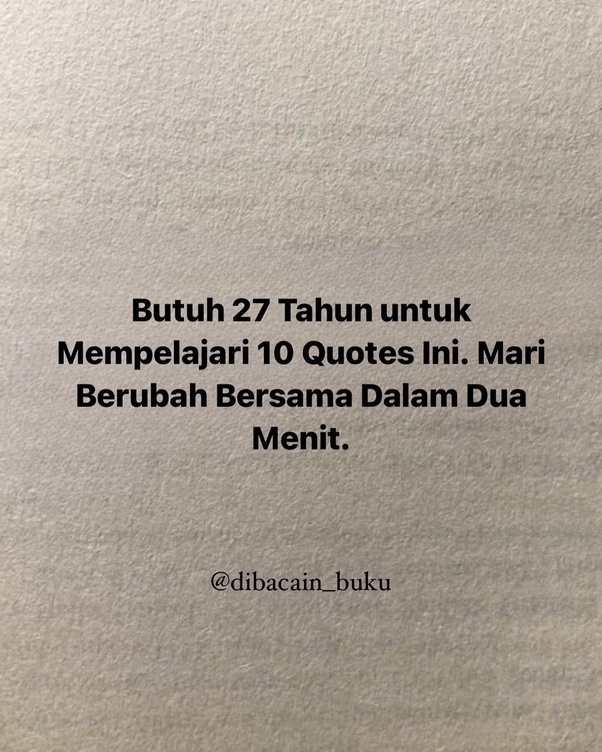 Butuh 27 Tahun untuk
Mempelajari 10 Quotes Ini. Mari
Berubah Bersama Dalam Dua
Menit.
@dibacain_buku